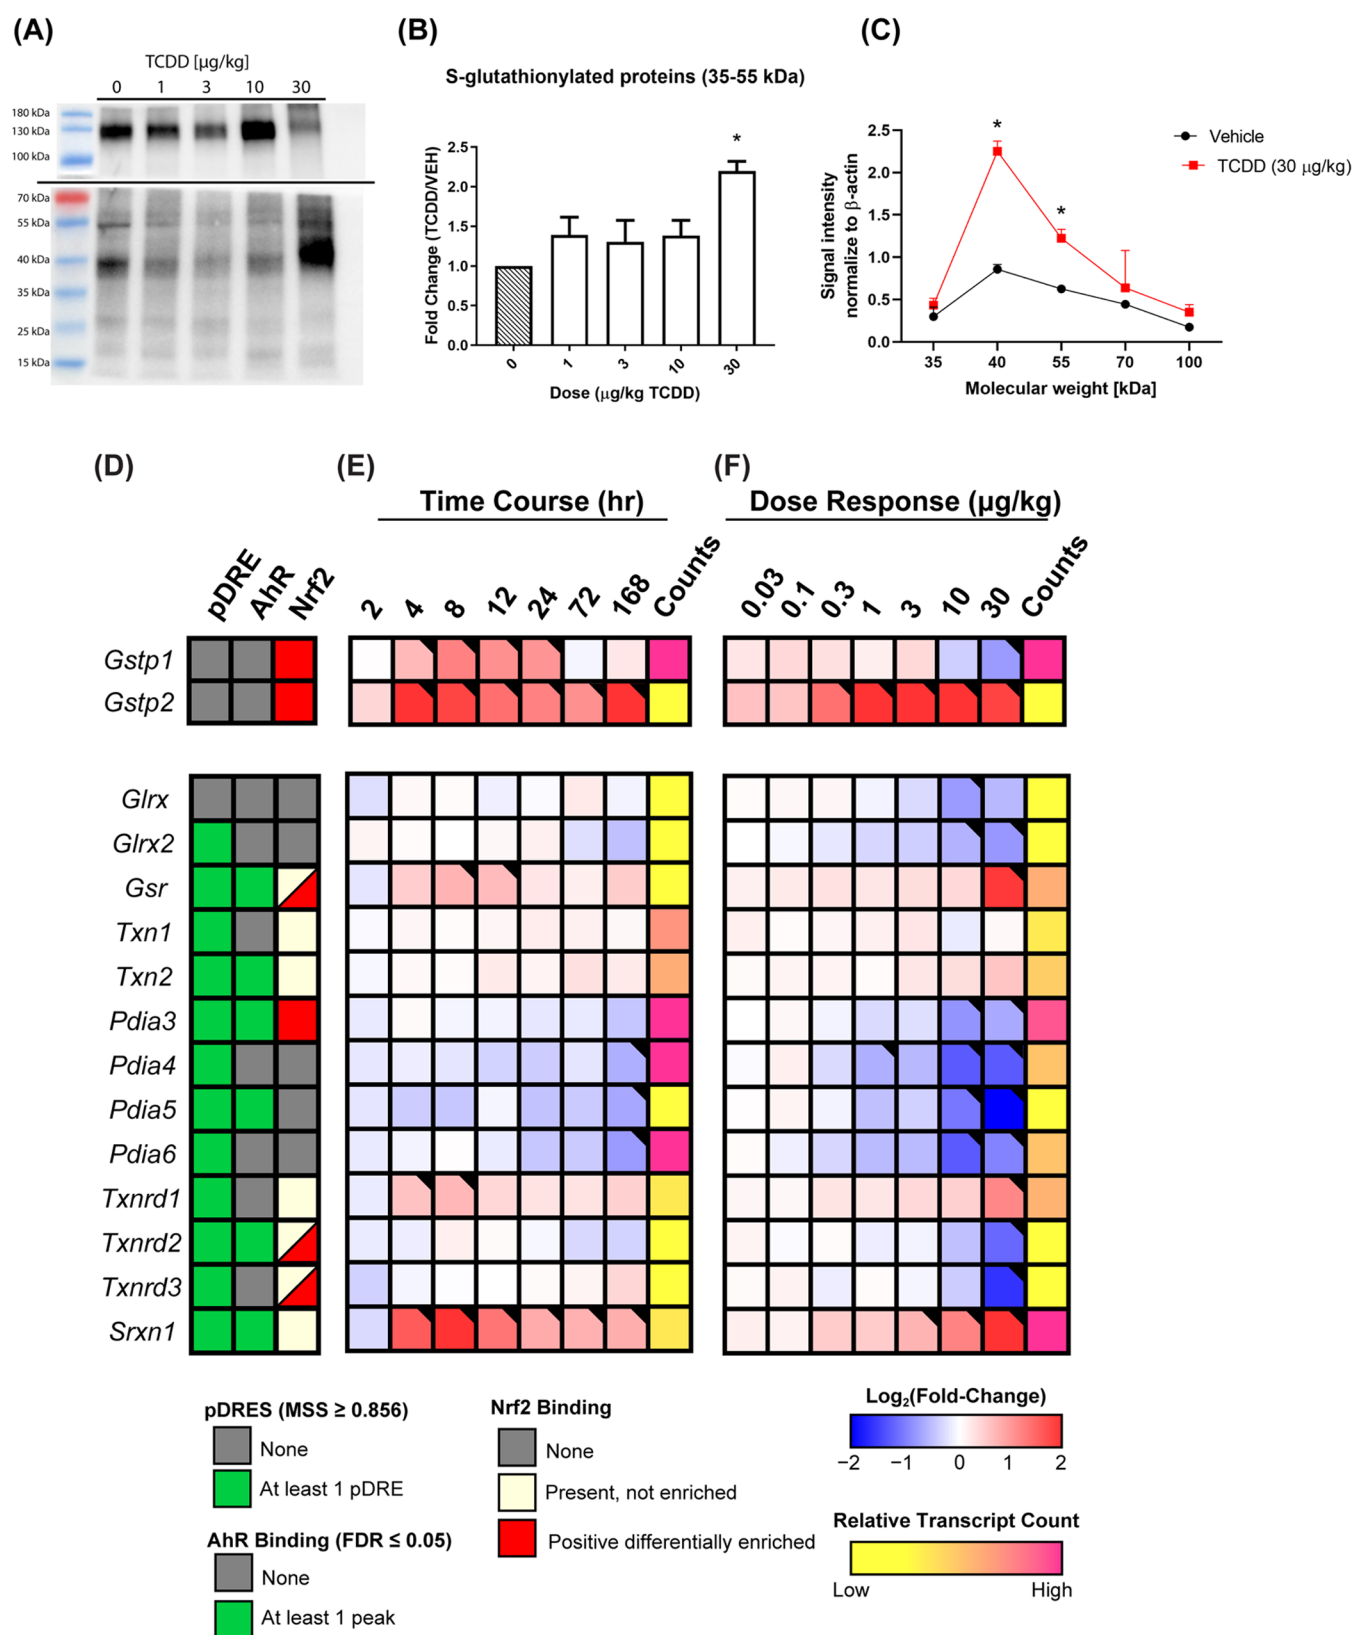 (A)
TCDD [µg/kg]
0 1 3 10 30
180 kDa
130 kDa
100 kDa
70 kDa
55 kDa
40 kDa
35 kDa
25 kDa
15 kDa
(B)
S-glutathionylated proteins (35-55 kDa)
Fold Change (TCDD/VEH)
2.5
2.0
1.5
1.0
0.5
0.0
*
0 1 3 10 30
Dose (µg/kg TCDD)
(C)
Signal intensity
normalize to β-actin
2.5
2.0
1.5
1.0
0.5
0.0
*
*
35 40 55 70 100
Molecular weight [kDa]
Vehicle
TCDD (30 µg/kg)
(D)
pDRE AhR Nrf2
(E)
Time Course (hr)
2 4 8 12 24 72 168 Counts
(F)
Dose Response (µg/kg)
0.03 0.1 0.3 1 3 10 30 Counts
Gstp1
Gstp2
Glrx
Glrx2
Gsr
Txn1
Txn2
Pdia3
Pdia4
Pdia5
Pdia6
Txnrd1
Txnrd2
Txnrd3
Srxn1
pDRES (MSS ≥ 0.856)
None
At least 1 pDRE
AhR Binding (FDR ≤ 0.05)
None
At least 1 peak
Nrf2 Binding
None
Present, not enriched
Positive differentially enriched
Log₂(Fold-Change)
−2 −1 0 1 2
Relative Transcript Count
Low High